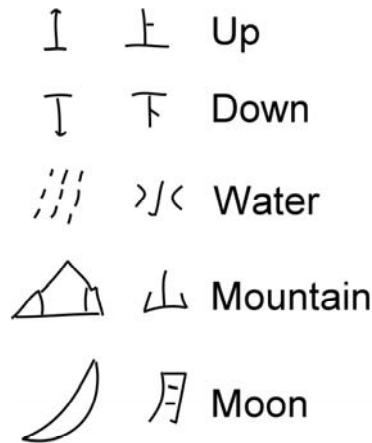 上 Up
下 Down
水 Water
山 Mountain
月 Moon